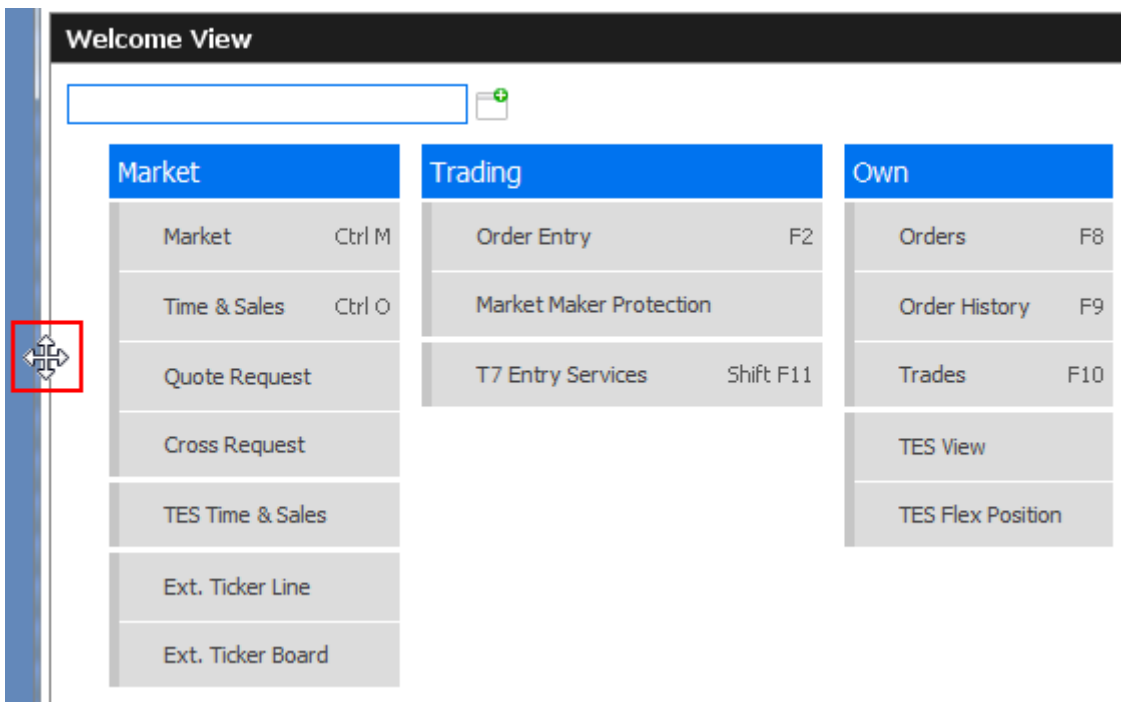 Welcome View
Market
Market Ctrl M
Time & Sales Ctrl O
Quote Request
Cross Request
TES Time & Sales
Ext. Ticker Line
Ext. Ticker Board
Trading
Order Entry F2
Market Maker Protection
T7 Entry Services Shift F11
Own
Orders F8
Order History F9
Trades F10
TES View
TES Flex Position